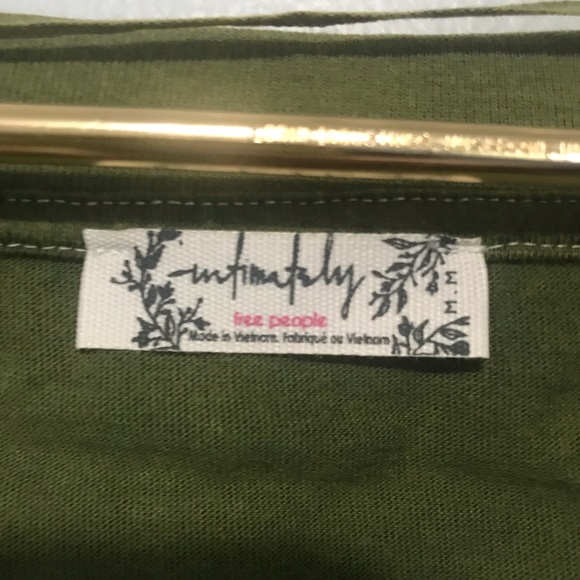 intimately
free people
Made in Vietnam. Fabriqué au Vietnam
M.M